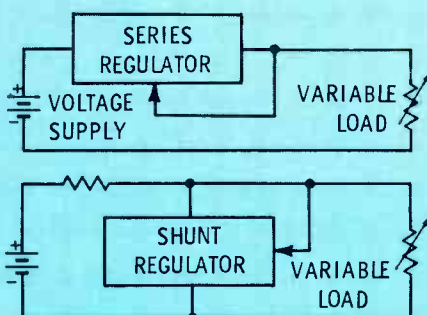 SERIES
REGULATOR
+
VOLTAGE
SUPPLY
-
VARIABLE
LOAD
+
-
SHUNT
REGULATOR
VARIABLE
LOAD